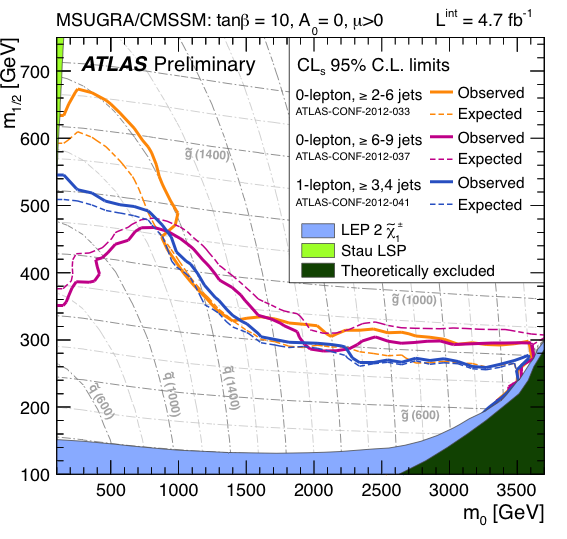 MSUGRA/CMSSM: tanβ = 10, A₀= 0, μ>0 Lⁱⁿᵗ = 4.7 fb⁻¹
m₁/₂ [GeV]
ATLAS Preliminary
CLₛ 95% C.L. limits
0-lepton, ≥ 2-6 jets
ATLAS-CONF-2012-033
Observed
Expected
0-lepton, ≥ 6-9 jets
ATLAS-CONF-2012-037
Observed
Expected
1-lepton, ≥ 3,4 jets
ATLAS-CONF-2012-041
Observed
Expected
LEP 2 χ̃₁±
Stau LSP
Theoretically excluded
g̃ (1400)
g̃ (1000)
g̃ (600)
q̃ (600)
q̃ (1000)
q̃ (1400)
700
600
500
400
300
200
100
500 1000 1500 2000 2500 3000 3500
m₀ [GeV]